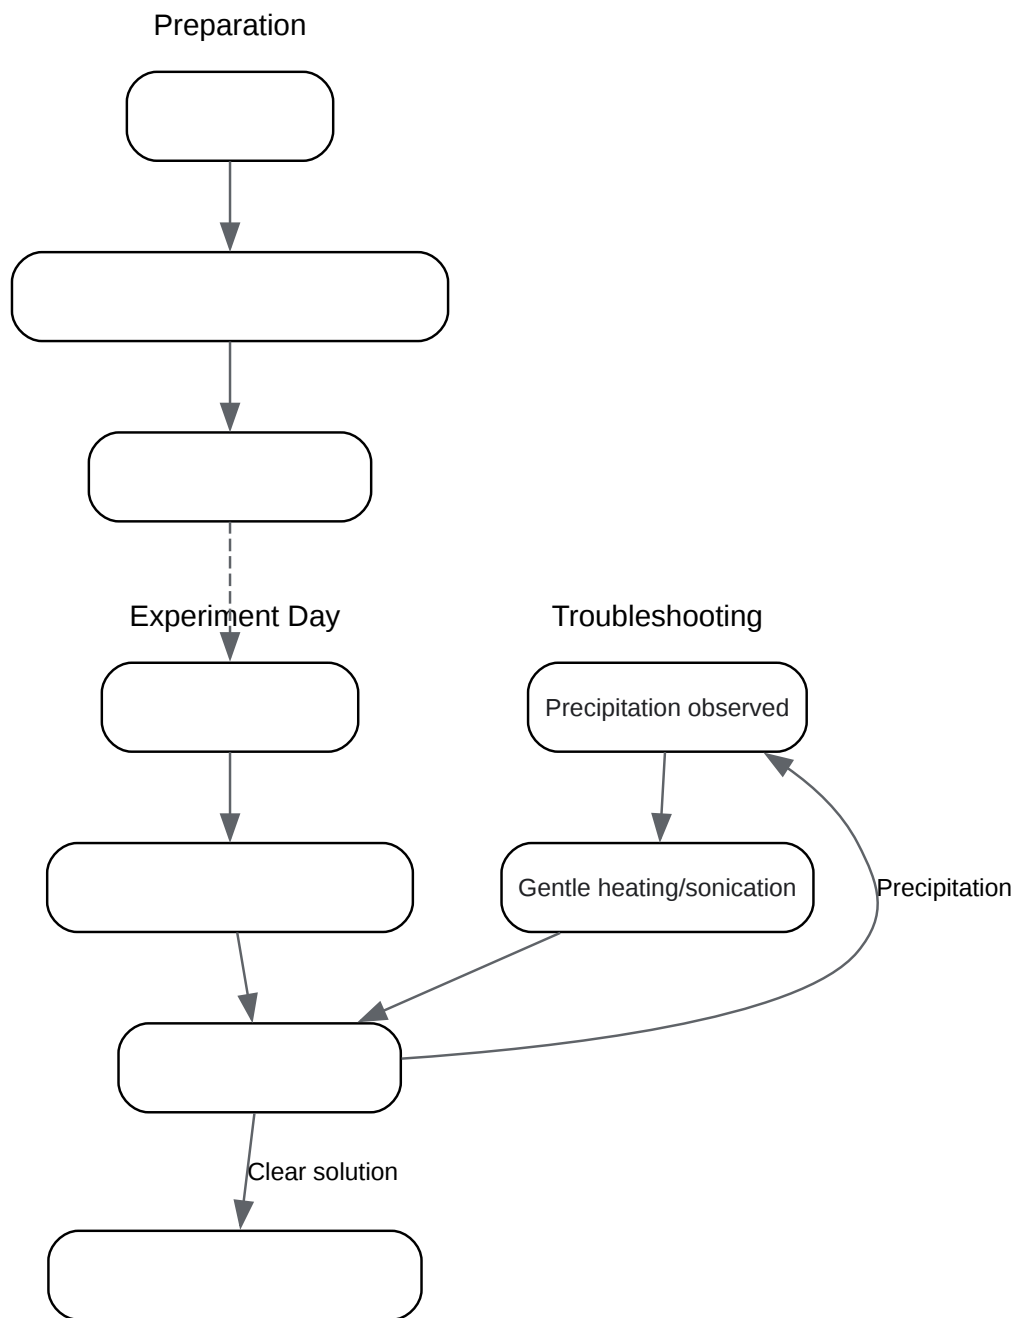 Preparation
Experiment Day
Troubleshooting
Precipitation observed
Gentle heating/sonication
Precipitation
Clear solution